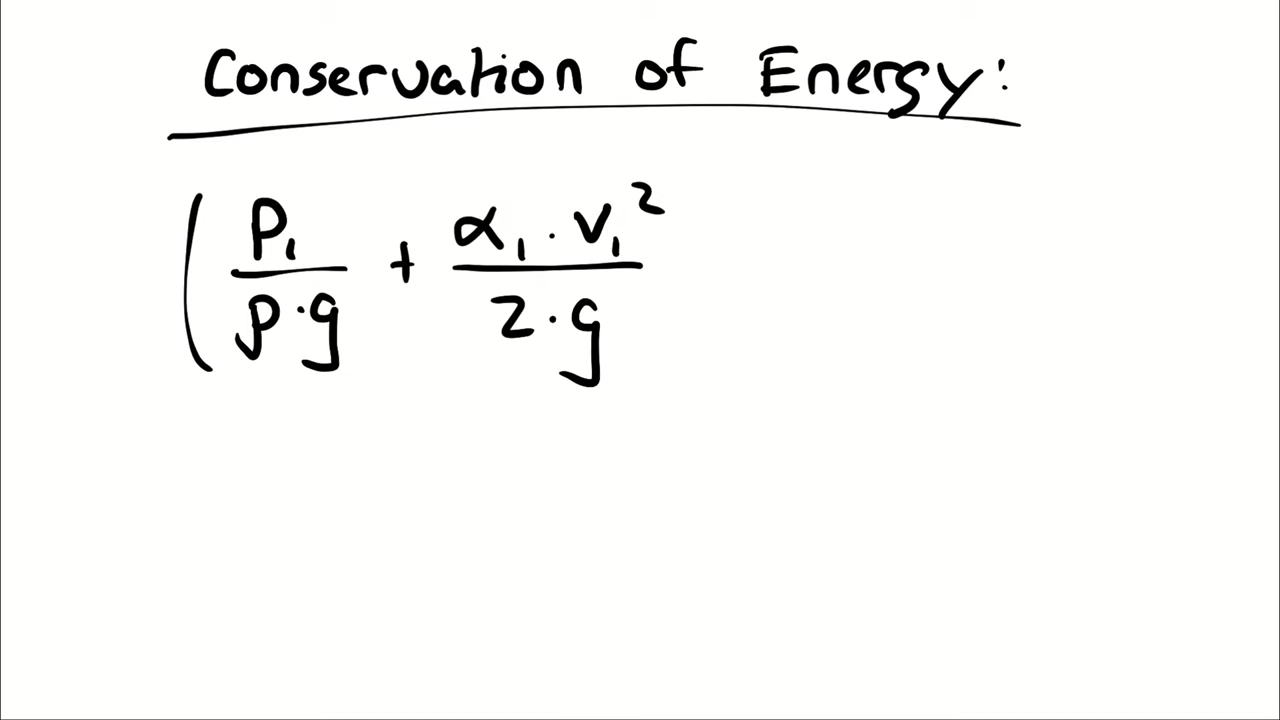 Conservation of Energy:
( P₁ / ρ · g + α₁ · v₁² / 2 · g